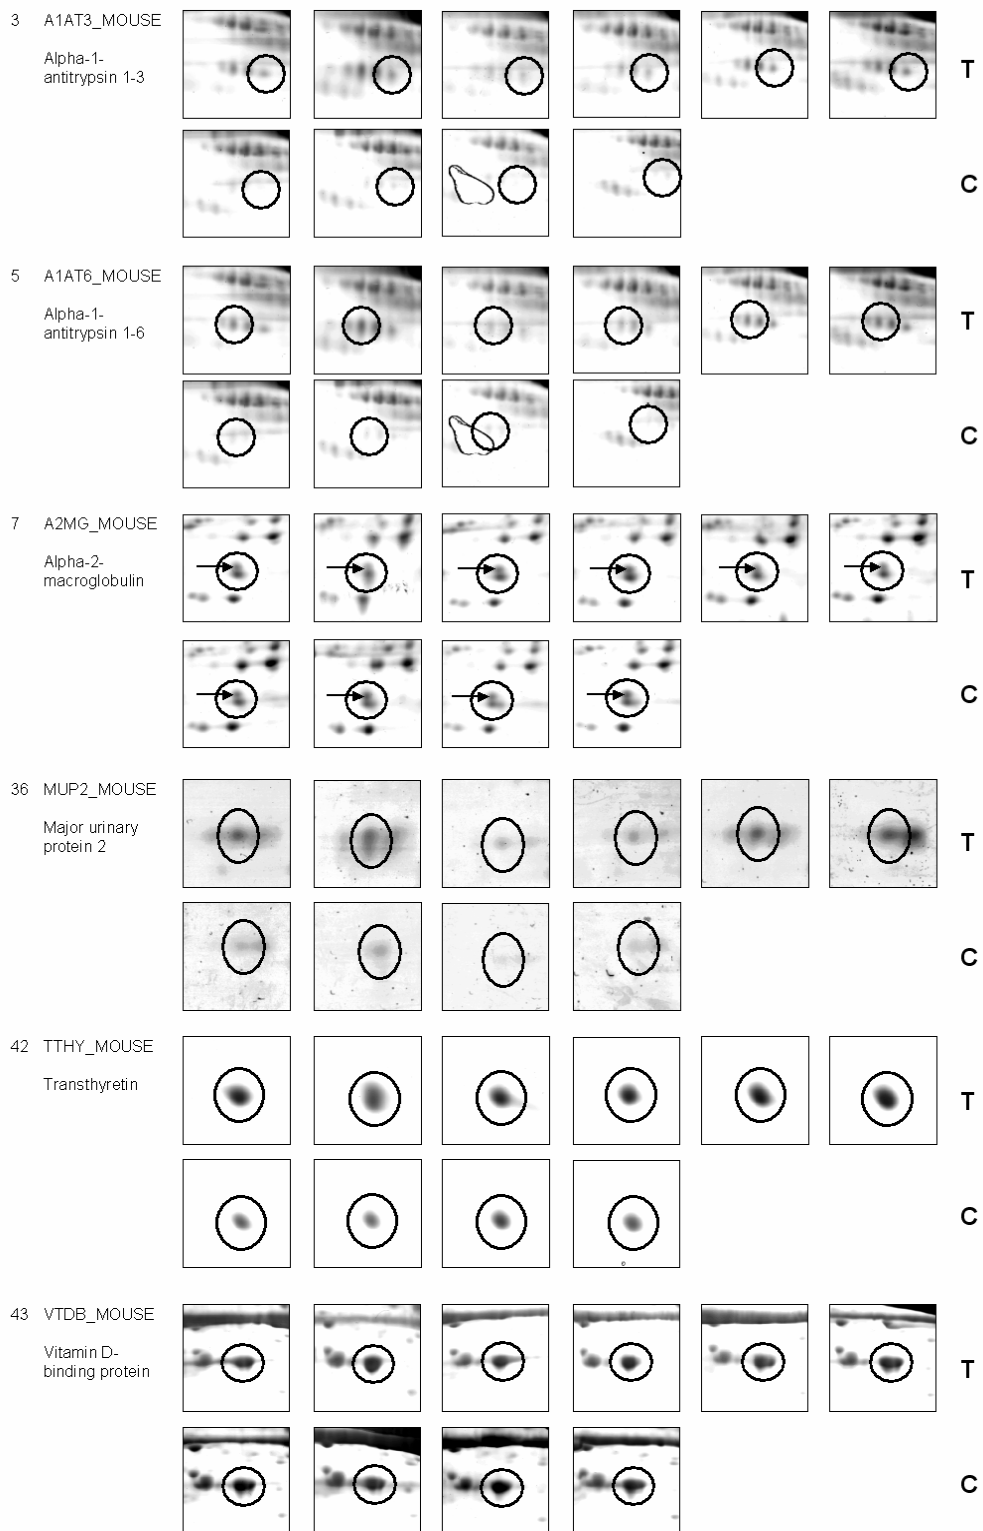 3 A1AT3_MOUSE
Alpha-1-
antitrypsin 1-3
T
C
5 A1AT6_MOUSE
Alpha-1-
antitrypsin 1-6
T
C
7 A2MG_MOUSE
Alpha-2-
macroglobulin
T
C
36 MUP2_MOUSE
Major urinary
protein 2
T
C
42 TTHY_MOUSE
Transthyretin
T
C
43 VTDB_MOUSE
Vitamin D-
binding protein
T
C